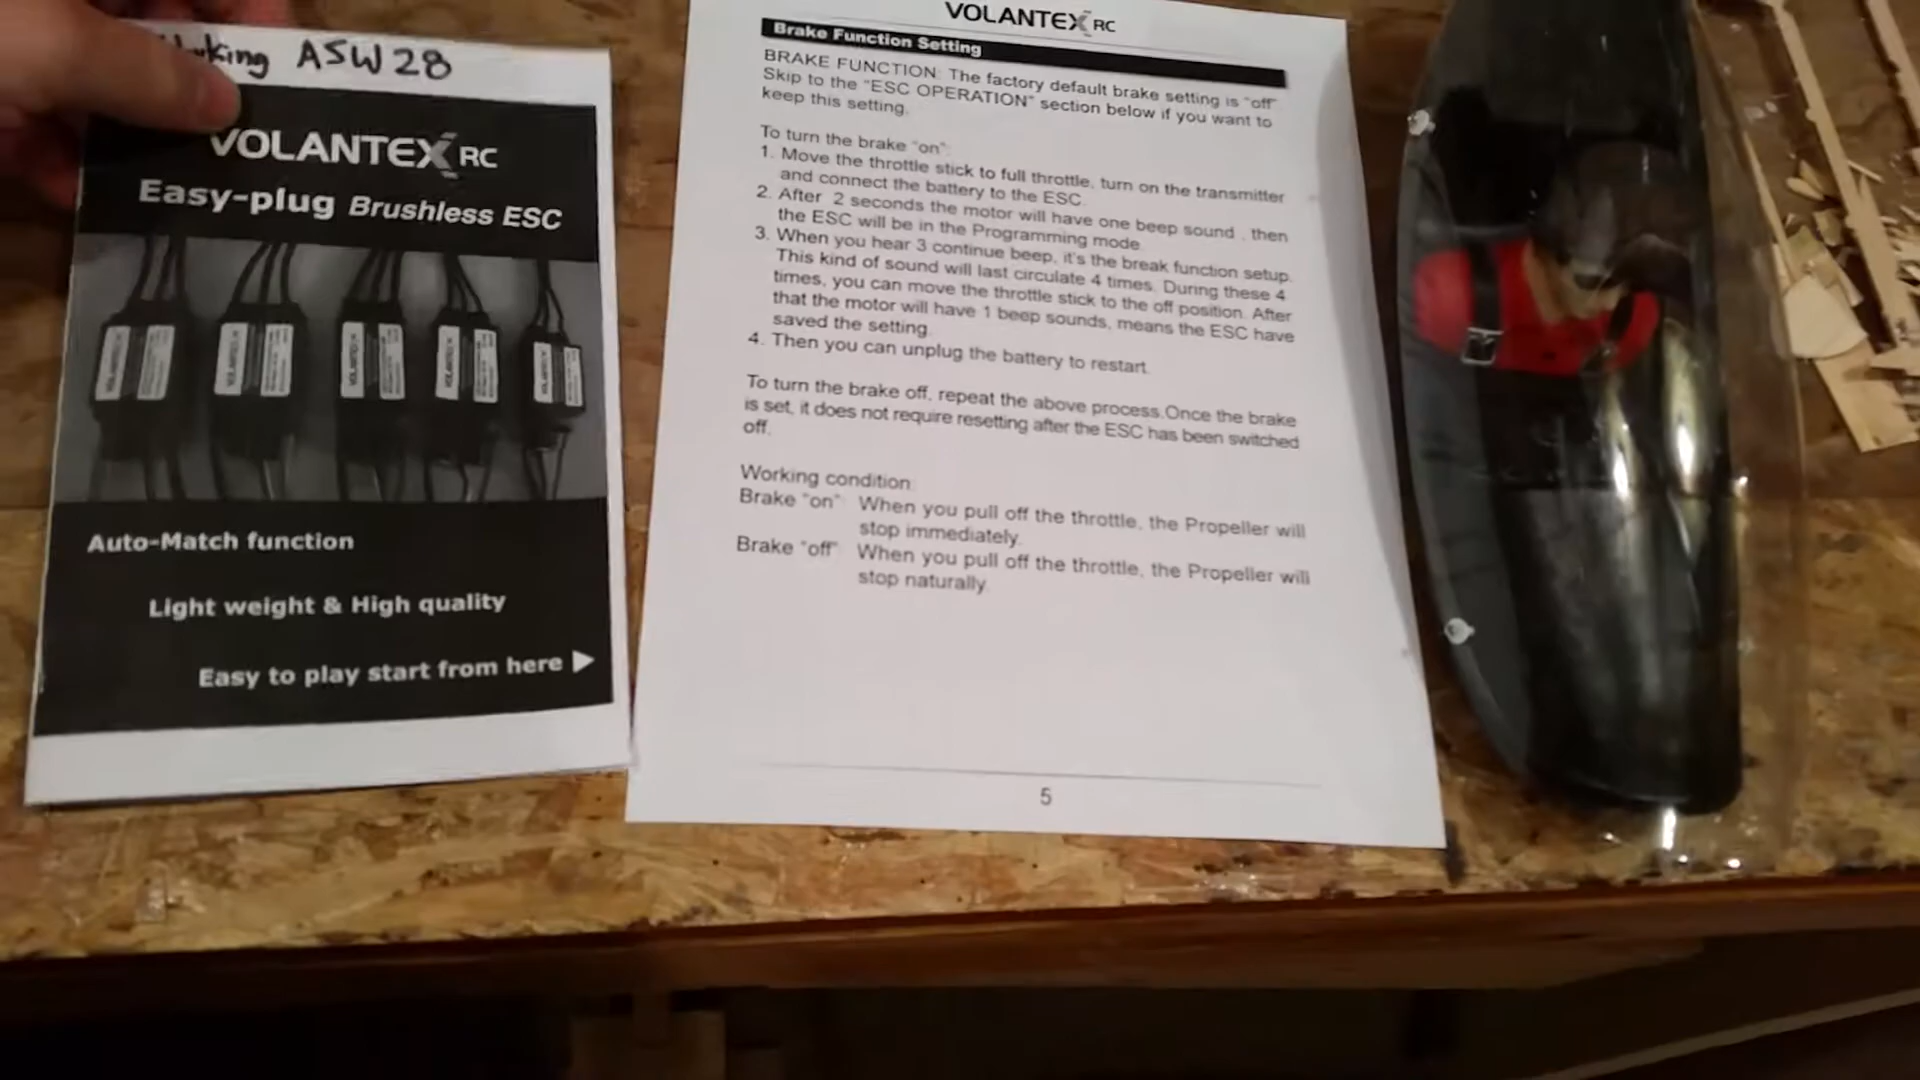 ASW 28
VOLANTEX RC
Easy-plug Brushless ESC
Auto-Match function
Light weight & High quality
Easy to play start from here
VOLANTEX RC
Brake Function Setting
BRAKE FUNCTION: The factory default brake setting is "off"
Skip to the "ESC OPERATION" section below if you want to
keep this setting.
To turn the brake "on":
1. Move the throttle stick to full throttle, turn on the transmitter
and connect the battery to the ESC.
2. After 2 seconds the motor will have one beep sound , then
the ESC will be in the Programming mode.
3. When you hear 3 continue beep, it's the break function setup.
This kind of sound will last circulate 4 times. During these 4
times, you can move the throttle stick to the off position. After
that the motor will have 1 beep sounds, means the ESC have
saved the setting.
4. Then you can unplug the battery to restart.
To turn the brake off, repeat the above process.Once the brake
is set, it does not require resetting after the ESC has been switched
off.
Working condition:
Brake "on": When you pull off the throttle, the Propeller will
stop immediately.
Brake "off" When you pull off the throttle, the Propeller will
stop naturally.
5